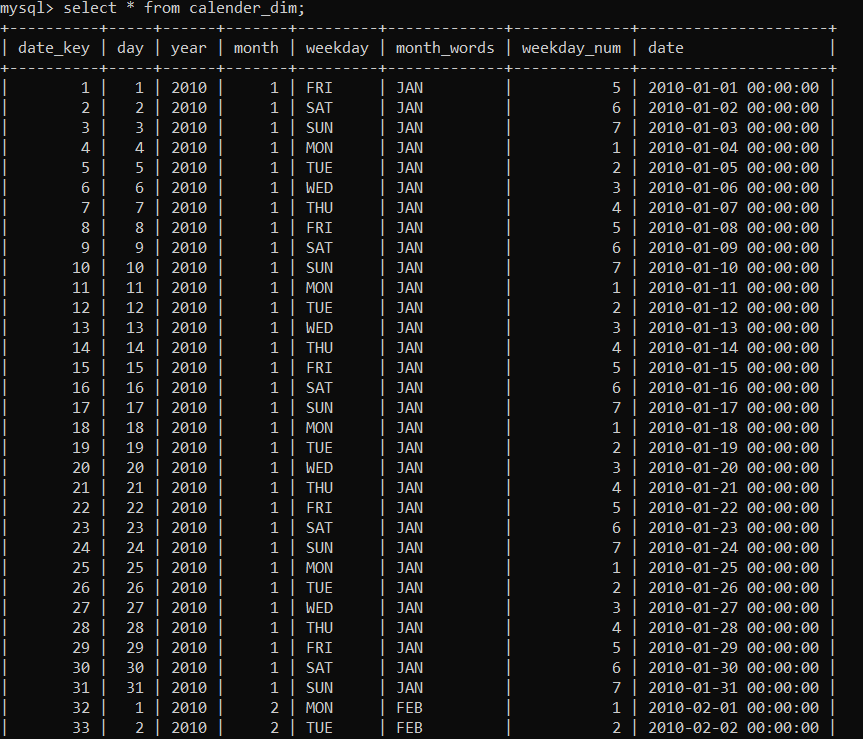 mysql> select * from calender_dim;
+----------+-----+------+-------+---------+-------------+-------------+---------------------+
| date_key | day | year | month | weekday | month_words | weekday_num | date                |
+----------+-----+------+-------+---------+-------------+-------------+---------------------+
|        1 |   1 | 2010 |     1 | FRI     | JAN         |           5 | 2010-01-01 00:00:00 |
|        2 |   2 | 2010 |     1 | SAT     | JAN         |           6 | 2010-01-02 00:00:00 |
|        3 |   3 | 2010 |     1 | SUN     | JAN         |           7 | 2010-01-03 00:00:00 |
|        4 |   4 | 2010 |     1 | MON     | JAN         |           1 | 2010-01-04 00:00:00 |
|        5 |   5 | 2010 |     1 | TUE     | JAN         |           2 | 2010-01-05 00:00:00 |
|        6 |   6 | 2010 |     1 | WED     | JAN         |           3 | 2010-01-06 00:00:00 |
|        7 |   7 | 2010 |     1 | THU     | JAN         |           4 | 2010-01-07 00:00:00 |
|        8 |   8 | 2010 |     1 | FRI     | JAN         |           5 | 2010-01-08 00:00:00 |
|        9 |   9 | 2010 |     1 | SAT     | JAN         |           6 | 2010-01-09 00:00:00 |
|       10 |  10 | 2010 |     1 | SUN     | JAN         |           7 | 2010-01-10 00:00:00 |
|       11 |  11 | 2010 |     1 | MON     | JAN         |           1 | 2010-01-11 00:00:00 |
|       12 |  12 | 2010 |     1 | TUE     | JAN         |           2 | 2010-01-12 00:00:00 |
|       13 |  13 | 2010 |     1 | WED     | JAN         |           3 | 2010-01-13 00:00:00 |
|       14 |  14 | 2010 |     1 | THU     | JAN         |           4 | 2010-01-14 00:00:00 |
|       15 |  15 | 2010 |     1 | FRI     | JAN         |           5 | 2010-01-15 00:00:00 |
|       16 |  16 | 2010 |     1 | SAT     | JAN         |           6 | 2010-01-16 00:00:00 |
|       17 |  17 | 2010 |     1 | SUN     | JAN         |           7 | 2010-01-17 00:00:00 |
|       18 |  18 | 2010 |     1 | MON     | JAN         |           1 | 2010-01-18 00:00:00 |
|       19 |  19 | 2010 |     1 | TUE     | JAN         |           2 | 2010-01-19 00:00:00 |
|       20 |  20 | 2010 |     1 | WED     | JAN         |           3 | 2010-01-20 00:00:00 |
|       21 |  21 | 2010 |     1 | THU     | JAN         |           4 | 2010-01-21 00:00:00 |
|       22 |  22 | 2010 |     1 | FRI     | JAN         |           5 | 2010-01-22 00:00:00 |
|       23 |  23 | 2010 |     1 | SAT     | JAN         |           6 | 2010-01-23 00:00:00 |
|       24 |  24 | 2010 |     1 | SUN     | JAN         |           7 | 2010-01-24 00:00:00 |
|       25 |  25 | 2010 |     1 | MON     | JAN         |           1 | 2010-01-25 00:00:00 |
|       26 |  26 | 2010 |     1 | TUE     | JAN         |           2 | 2010-01-26 00:00:00 |
|       27 |  27 | 2010 |     1 | WED     | JAN         |           3 | 2010-01-27 00:00:00 |
|       28 |  28 | 2010 |     1 | THU     | JAN         |           4 | 2010-01-28 00:00:00 |
|       29 |  29 | 2010 |     1 | FRI     | JAN         |           5 | 2010-01-29 00:00:00 |
|       30 |  30 | 2010 |     1 | SAT     | JAN         |           6 | 2010-01-30 00:00:00 |
|       31 |  31 | 2010 |     1 | SUN     | JAN         |           7 | 2010-01-31 00:00:00 |
|       32 |   1 | 2010 |     2 | MON     | FEB         |           1 | 2010-02-01 00:00:00 |
|       33 |   2 | 2010 |     2 | TUE     | FEB         |           2 | 2010-02-02 00:00:00 |